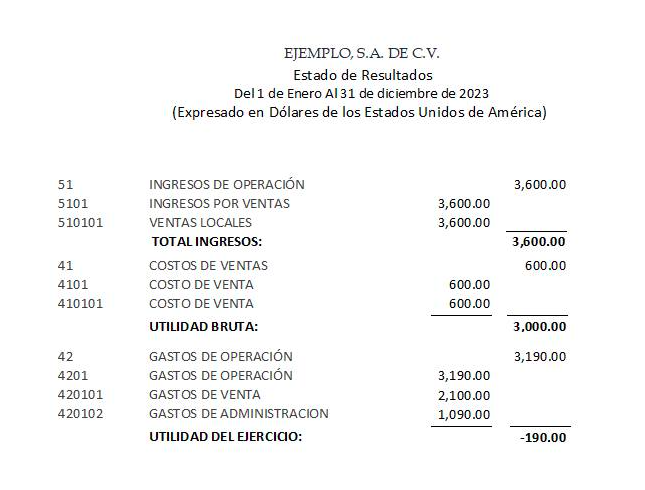 EJEMPLO, S.A. DE C.V.
Estado de Resultados
Del 1 de Enero Al 31 de diciembre de 2023
(Expresado en Dólares de los Estados Unidos de América)
51 INGRESOS DE OPERACIÓN 3,600.00
5101 INGRESOS POR VENTAS 3,600.00
510101 VENTAS LOCALES 3,600.00
TOTAL INGRESOS: 3,600.00
41 COSTOS DE VENTAS 600.00
4101 COSTO DE VENTA 600.00
410101 COSTO DE VENTA 600.00
UTILIDAD BRUTA: 3,000.00
42 GASTOS DE OPERACIÓN 3,190.00
4201 GASTOS DE OPERACIÓN 3,190.00
420101 GASTOS DE VENTA 2,100.00
420102 GASTOS DE ADMINISTRACION 1,090.00
UTILIDAD DEL EJERCICIO: -190.00